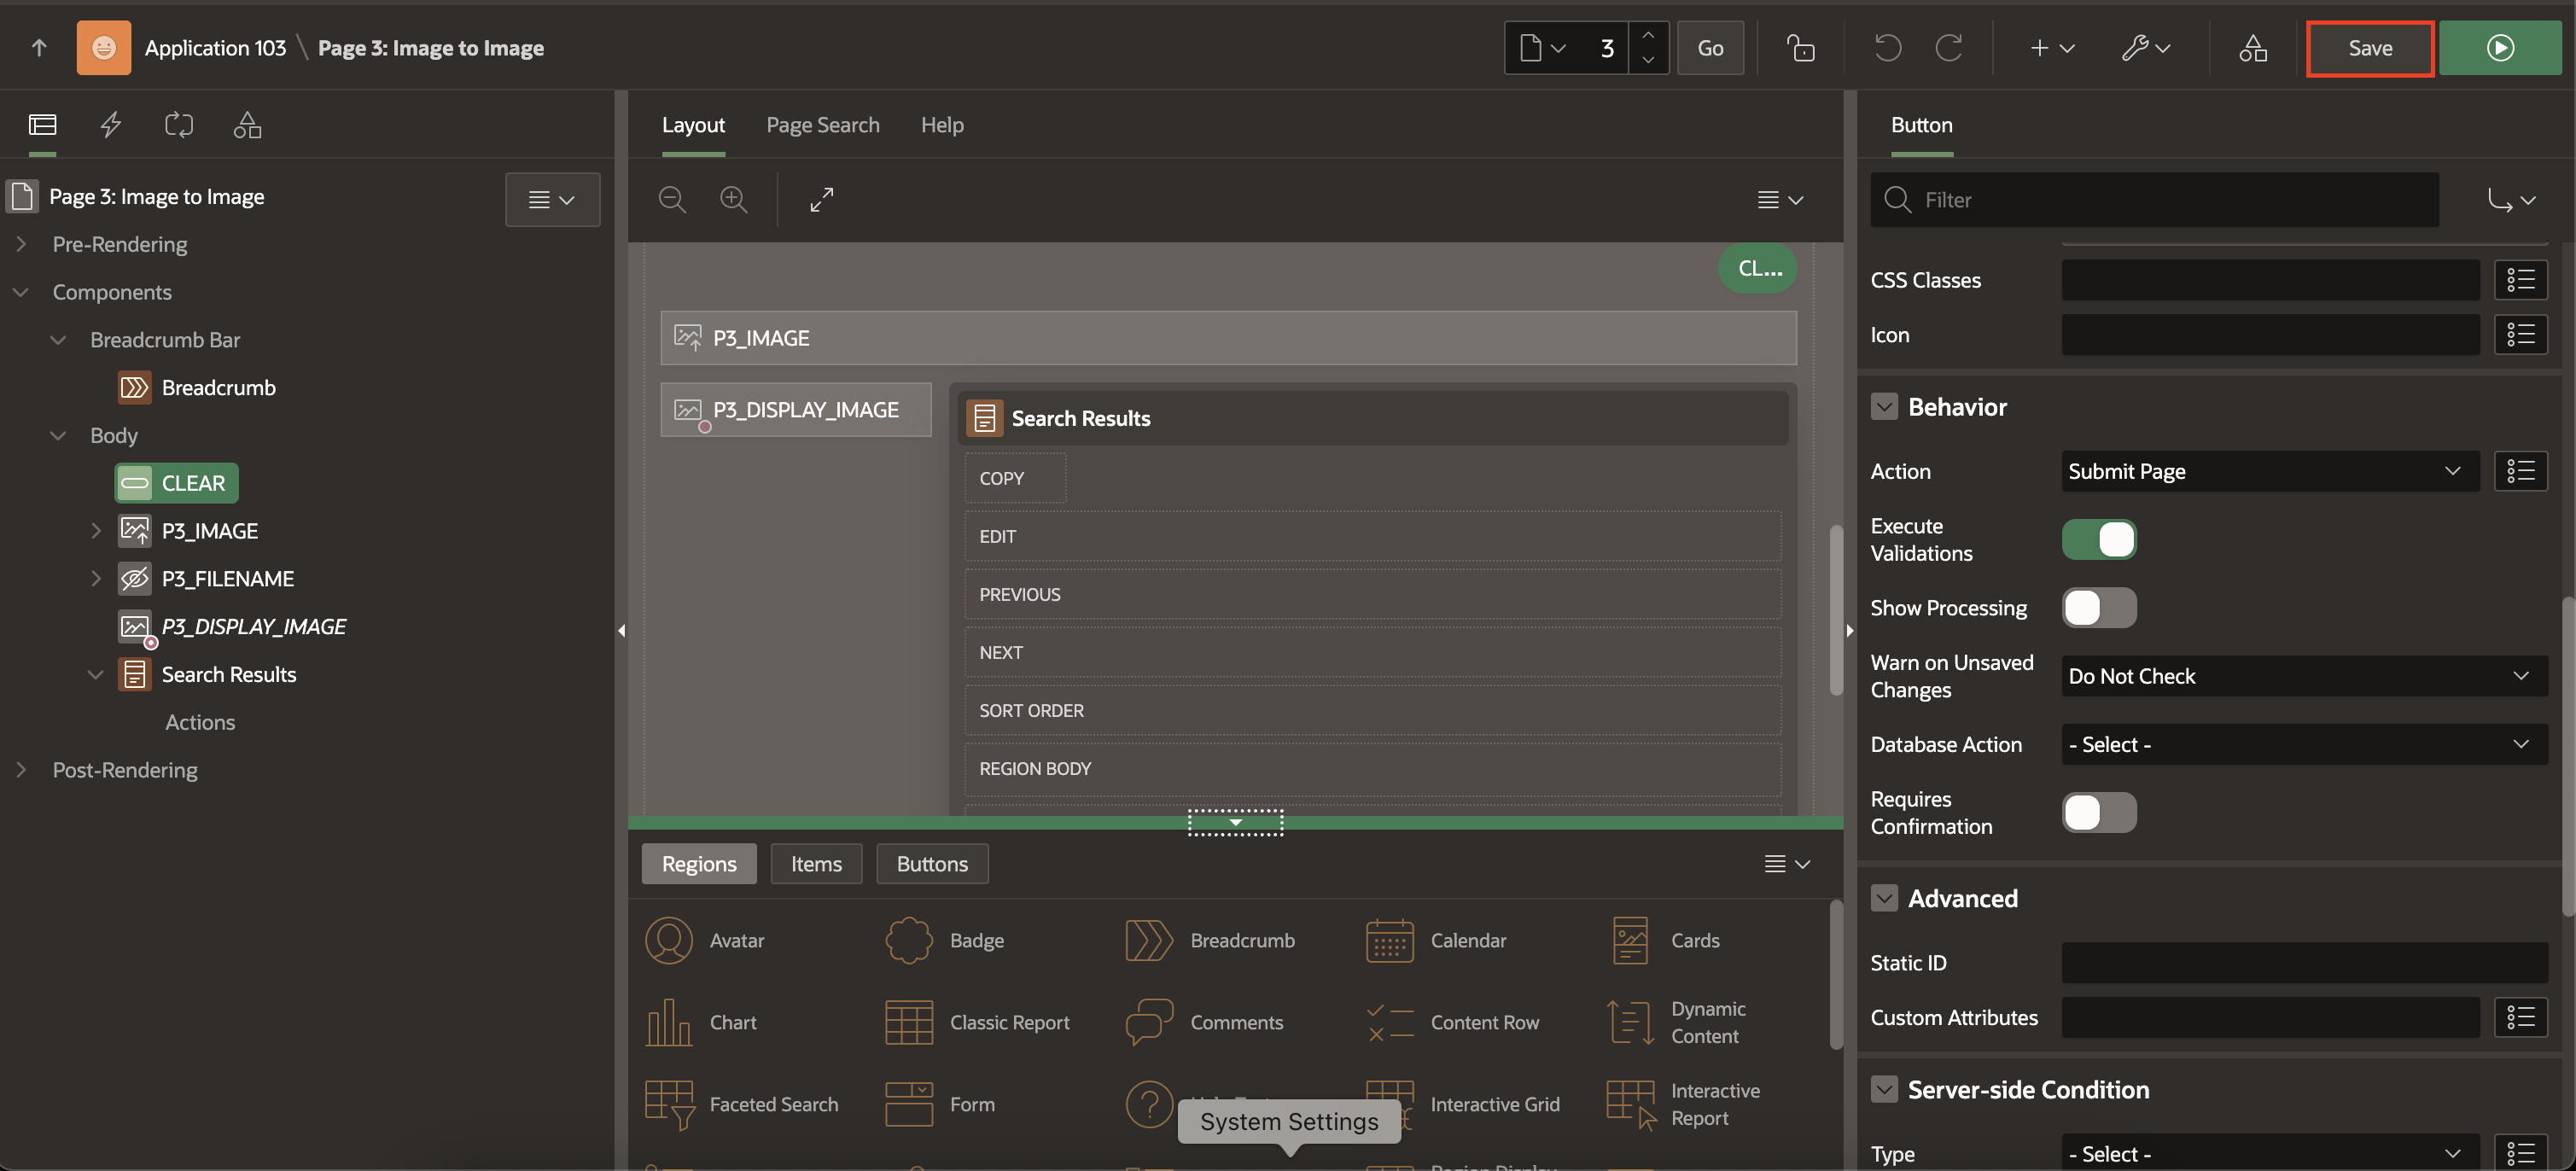 Application 103 \ Page 3: Image to Image
3
Go
Save
Layout
Page Search
Help
Button
Page 3: Image to Image
Pre-Rendering
Components
Breadcrumb Bar
Breadcrumb
Body
CLEAR
P3_IMAGE
P3_FILENAME
P3_DISPLAY_IMAGE
Search Results
Actions
Post-Rendering
CL...
P3_IMAGE
P3_DISPLAY_IMAGE
Search Results
COPY
EDIT
PREVIOUS
NEXT
SORT ORDER
REGION BODY
Regions
Items
Buttons
Avatar
Badge
Breadcrumb
Calendar
Cards
Chart
Classic Report
Comments
Content Row
Dynamic
Content
Faceted Search
Form
Interactive Grid
Interactive
Report
System Settings
Filter
CSS Classes
Icon
Behavior
Action
Submit Page
Execute
Validations
Show Processing
Warn on Unsaved
Changes
Do Not Check
Database Action
- Select -
Requires
Confirmation
Advanced
Static ID
Custom Attributes
Server-side Condition
Type
- Select -